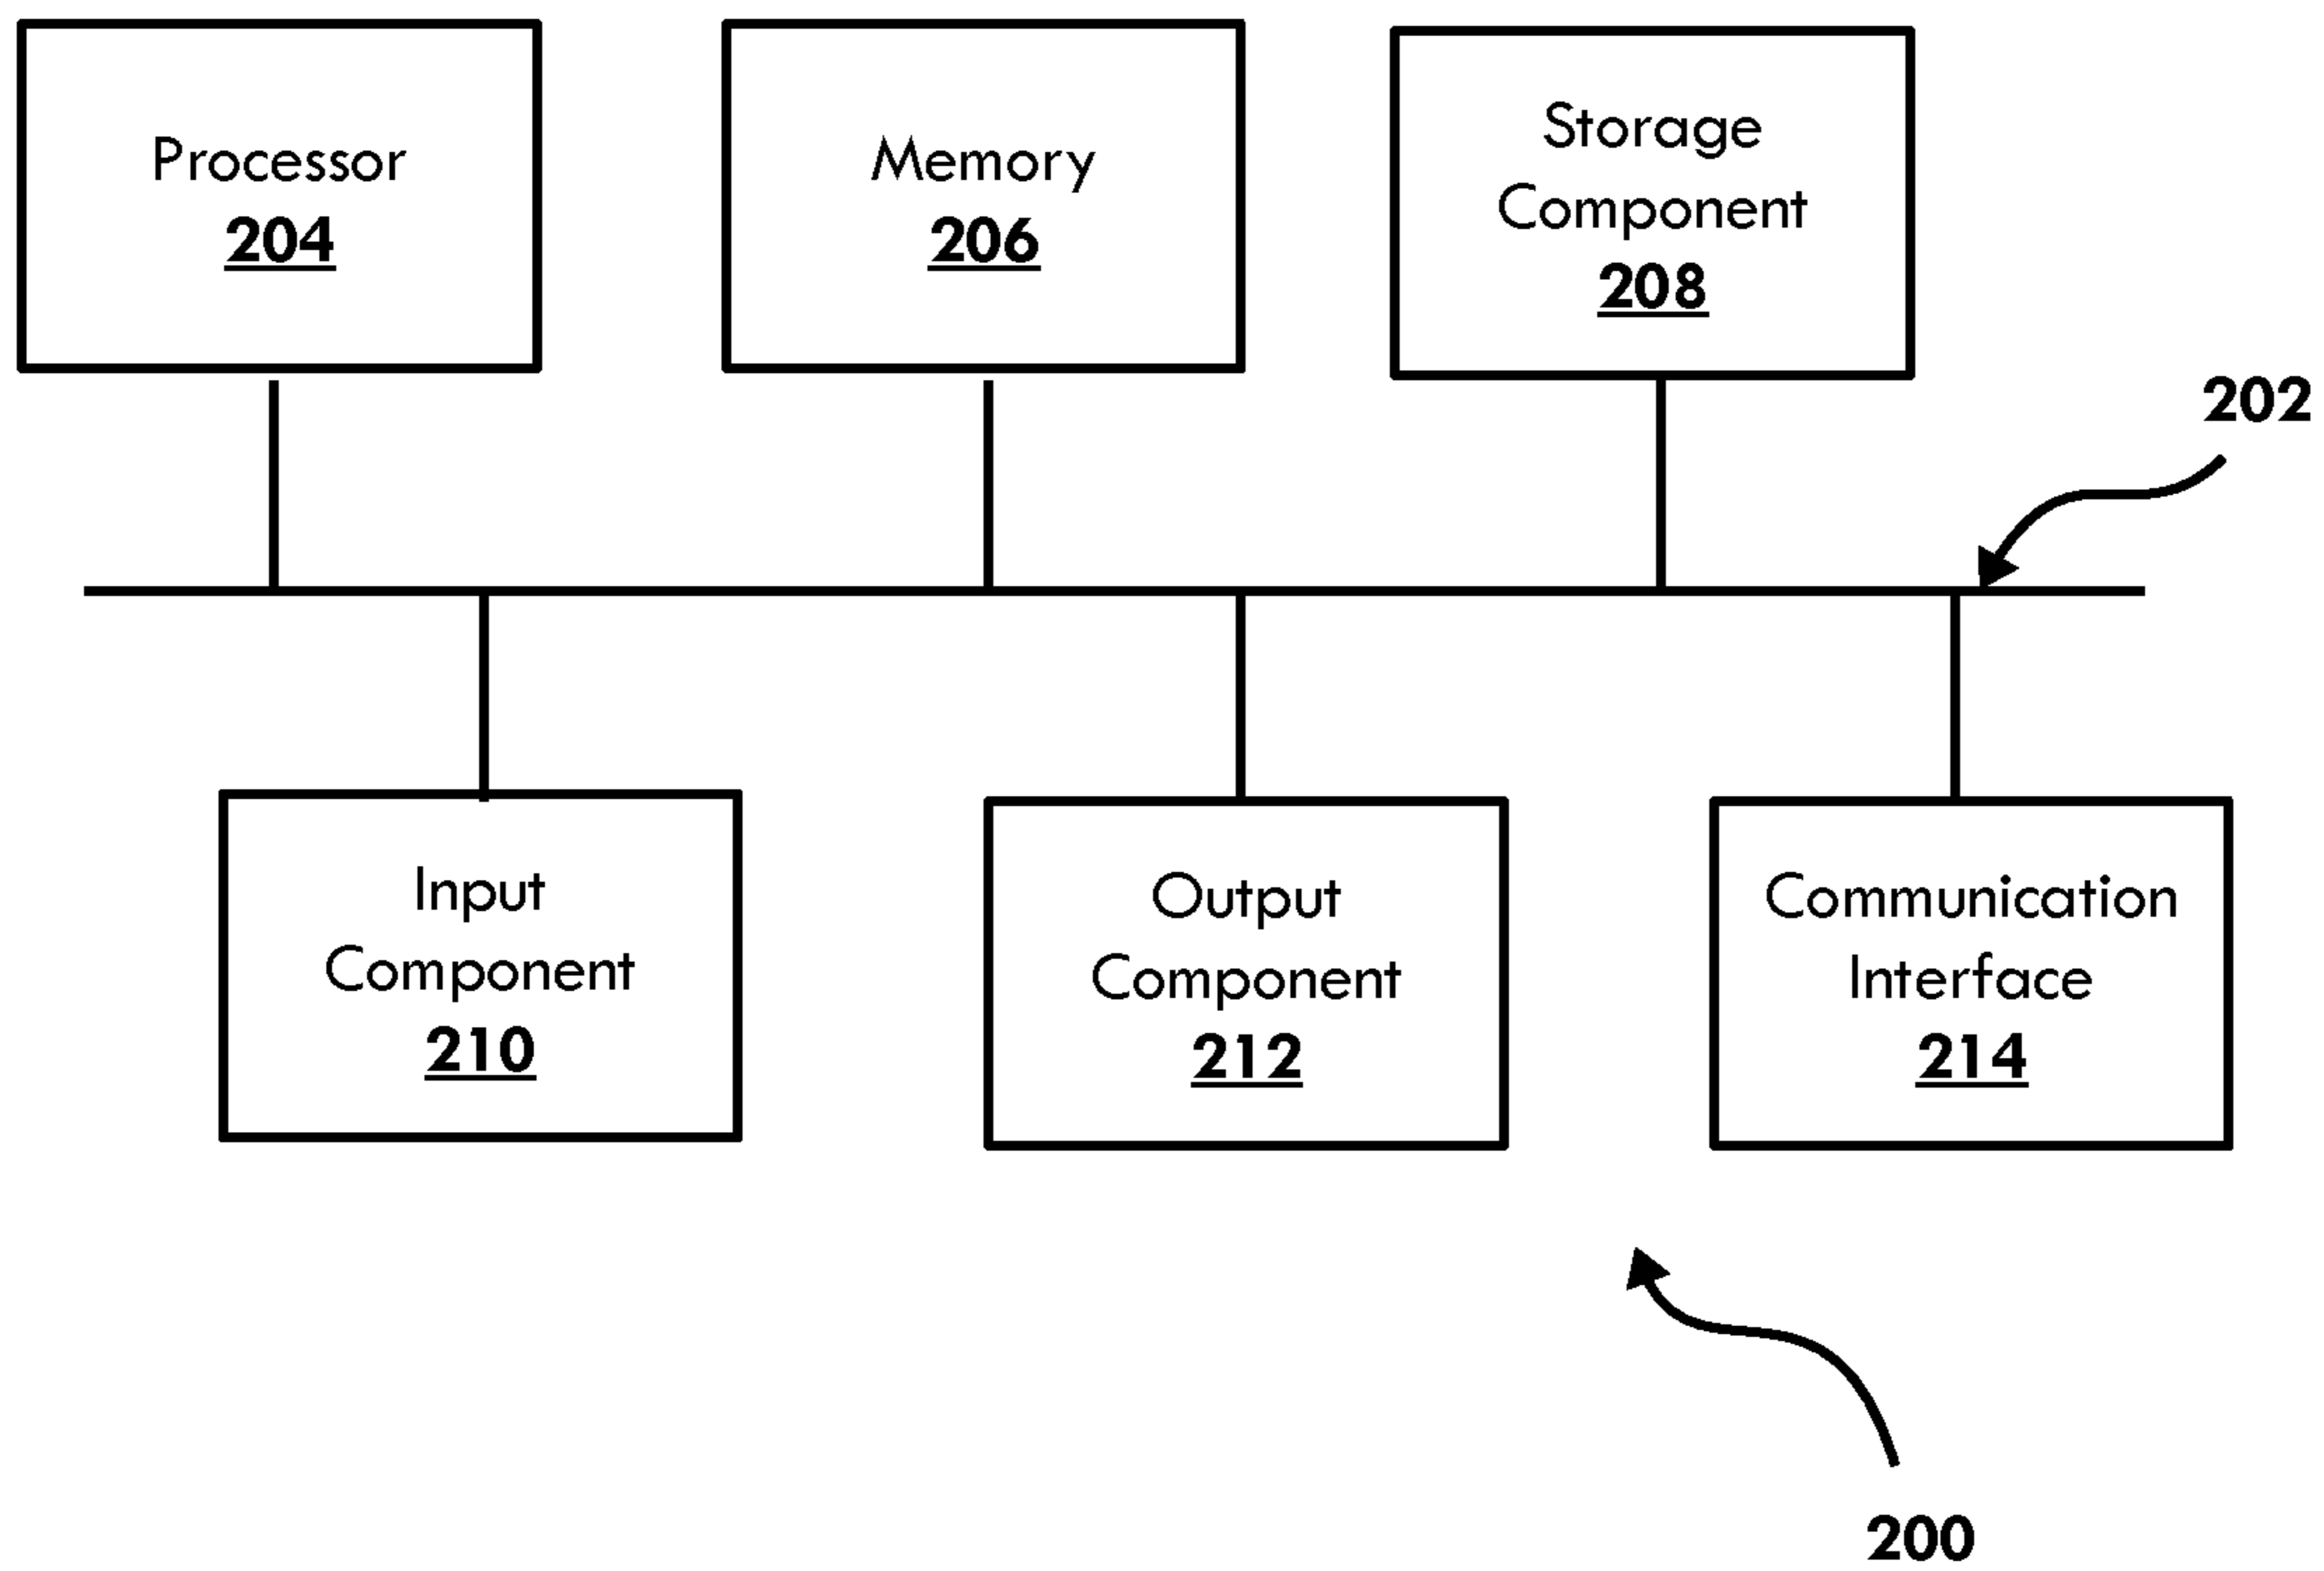 Processor
204
Memory
206
Storage
Component
208
202
Input
Component
210
Output
Component
212
Communication
Interface
214
200